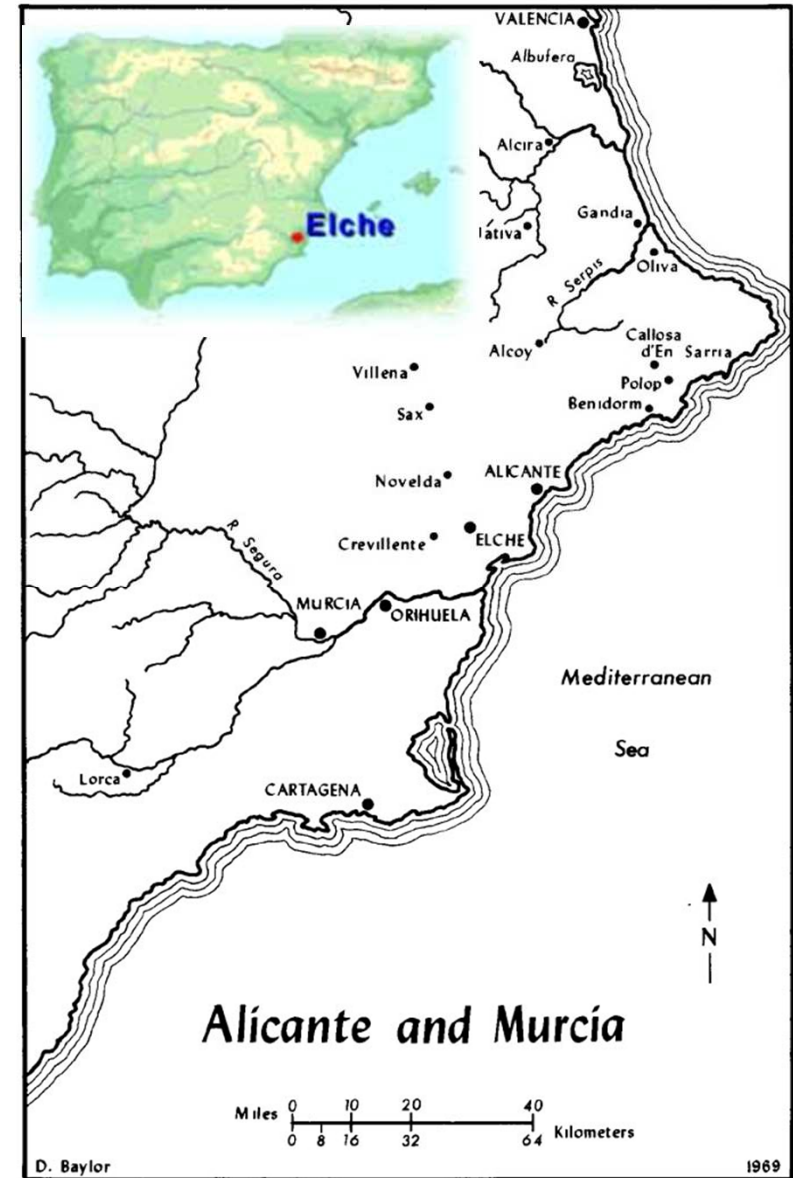 VALENCIA
Albufera
Elche
Alcira
Gandia
Játiva
Oliva
R Serpis
Alcoy
Callosa
d'En Sarria
Polop
Benidorm
Villena
Sax
Novelda
ALICANTE
Crevillente
ELCHE
R. Segura
MURCIA
ORIHUELA
Mediterranean
Sea
Lorca
CARTAGENA
N
Alicante and Murcia
Miles 0 10 20 40
0 8 16 32 64 Kilometers
D. Baylor 1969